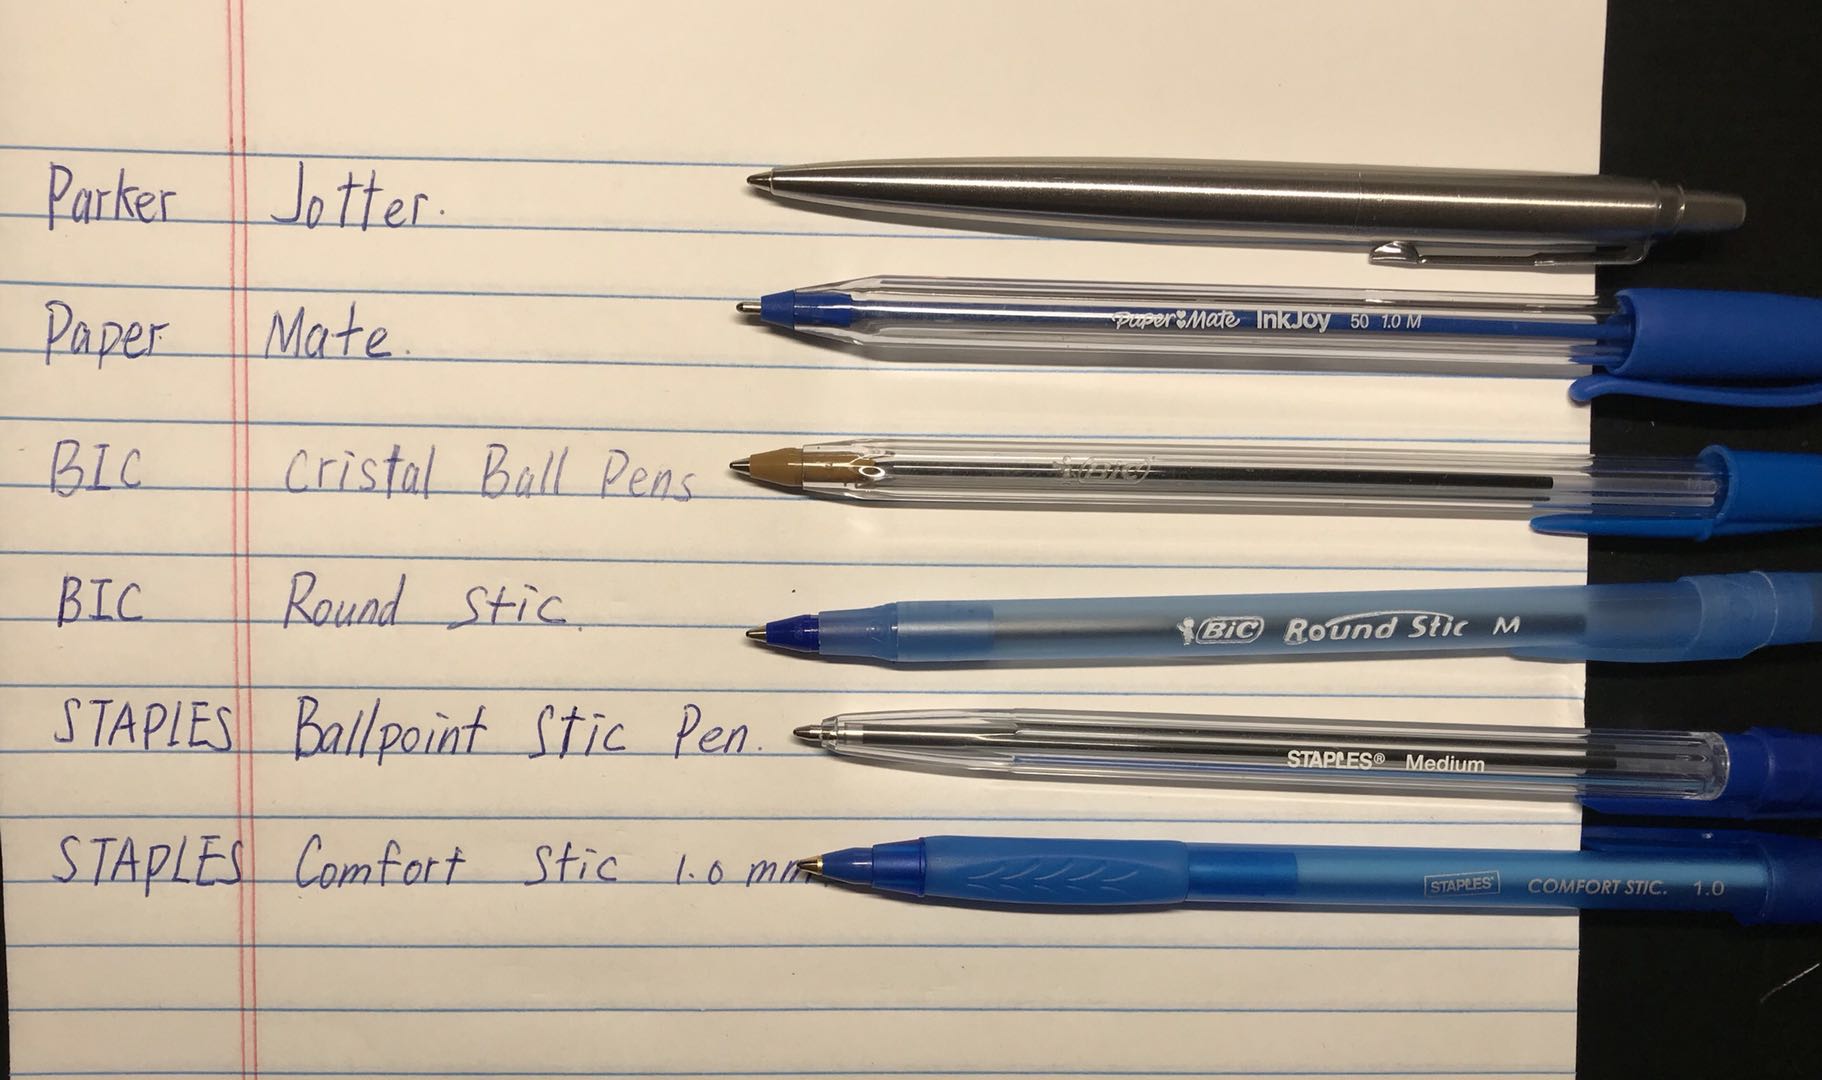 Parker Jotter.
Paper Mate.
Paper Mate InkJoy 50 1.0 M
BIC Cristal Ball Pens
BIC
BIC Round Stic.
BiC Round Stic M
STAPLES Ballpoint Stic Pen.
STAPLES® Medium
STAPLES Comfort Stic 1.0 mm
STAPLES COMFORT STIC. 1.0